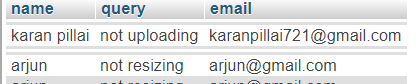 name query email
karan pillai not uploading karanpillai721@gmail.com
arjun not resizing arjun@gmail.com